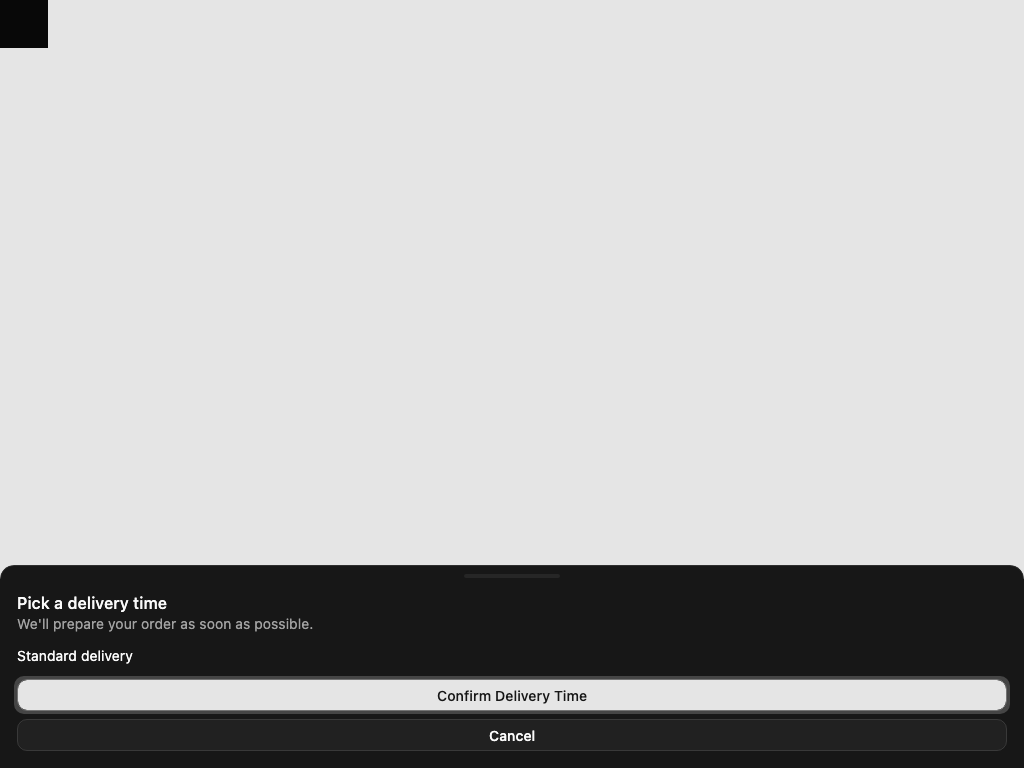 Pick a delivery time
We'll prepare your order as soon as possible.
Standard delivery
Confirm Delivery Time
Cancel